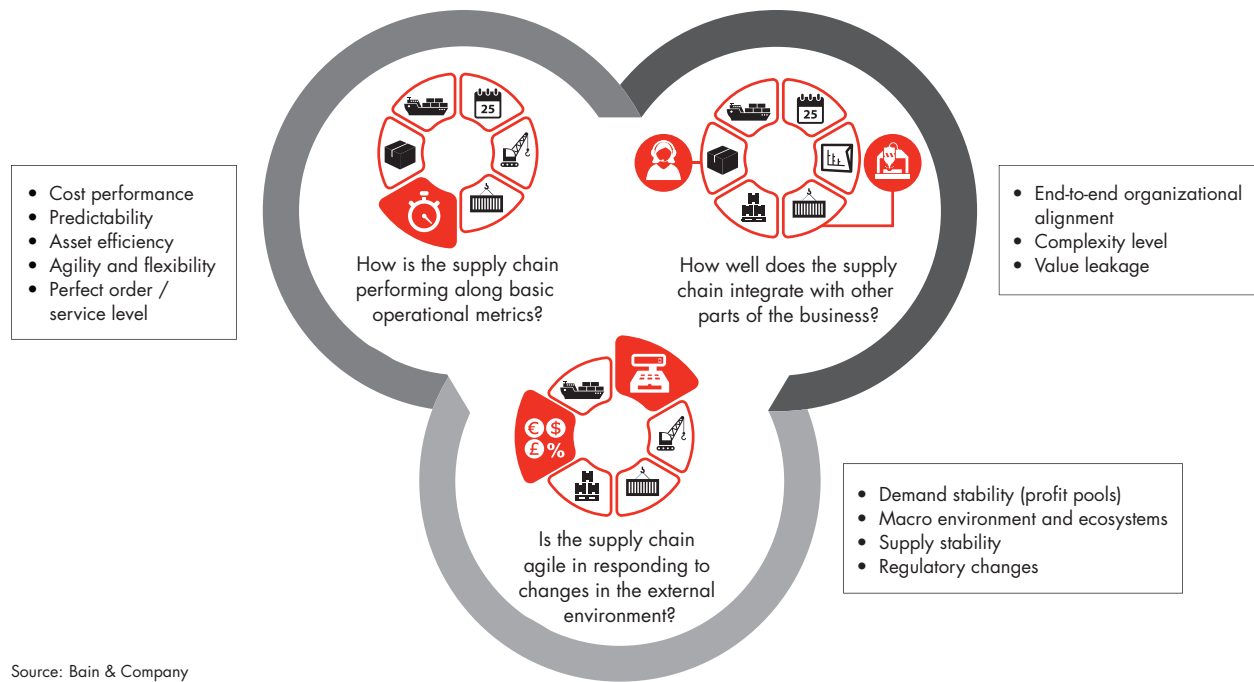 • Cost performance
• Predictability
• Asset efficiency
• Agility and flexibility
• Perfect order /
service level
25
How is the supply chain
performing along basic
operational metrics?
25
How well does the supply
chain integrate with other
parts of the business?
• End-to-end organizational
alignment
• Complexity level
• Value leakage
€ $
£ %
Is the supply chain
agile in responding to
changes in the external
environment?
• Demand stability (profit pools)
• Macro environment and ecosystems
• Supply stability
• Regulatory changes
Source: Bain & Company